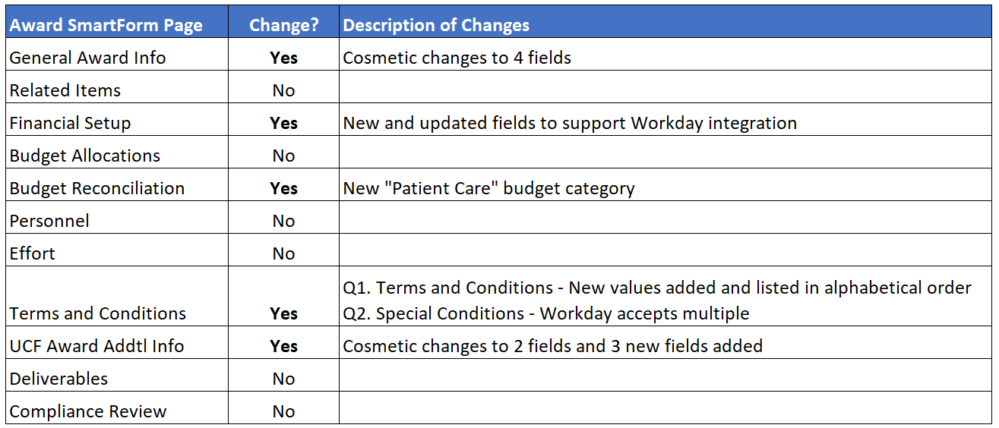 Award SmartForm Page Change? Description of Changes
General Award Info Yes Cosmetic changes to 4 fields
Related Items No
Financial Setup Yes New and updated fields to support Workday integration
Budget Allocations No
Budget Reconciliation Yes New "Patient Care" budget category
Personnel No
Effort No
Q1. Terms and Conditions - New values added and listed in alphabetical order
Terms and Conditions Yes Q2. Special Conditions - Workday accepts multiple
UCF Award Addtl Info Yes Cosmetic changes to 2 fields and 3 new fields added
Deliverables No
Compliance Review No